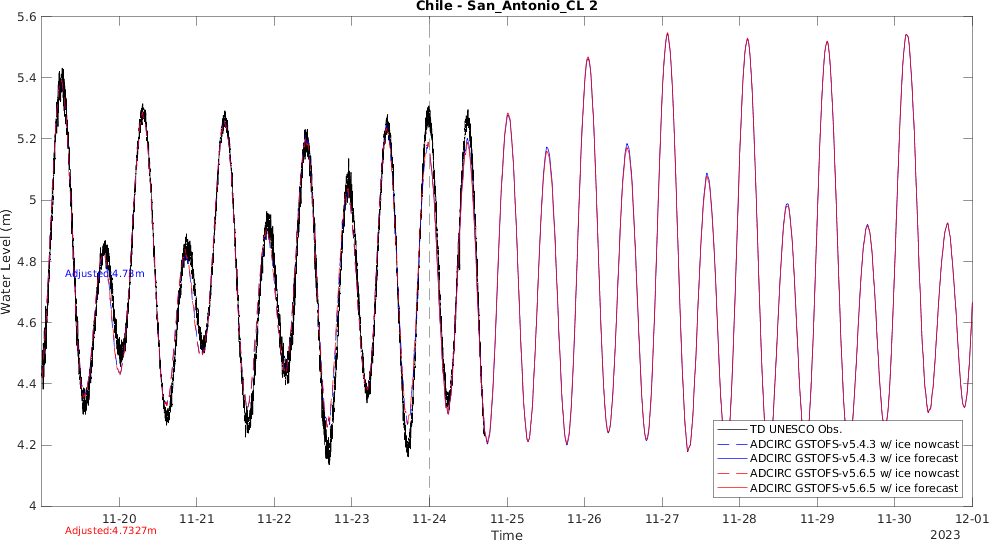 Chile - San_Antonio_CL 2
Water Level (m)
5.6
5.4
5.2
5
4.8
4.6
4.4
4.2
4
Adjusted:4.73m
Adjusted:4.7327m
TD UNESCO Obs.
ADCIRC GSTOFS-v5.4.3 w/ ice nowcast
ADCIRC GSTOFS-v5.4.3 w/ ice forecast
ADCIRC GSTOFS-v5.6.5 w/ ice nowcast
ADCIRC GSTOFS-v5.6.5 w/ ice forecast
11-20 11-21 11-22 11-23 11-24 11-25 11-26 11-27 11-28 11-29 11-30 12-01
Time
2023